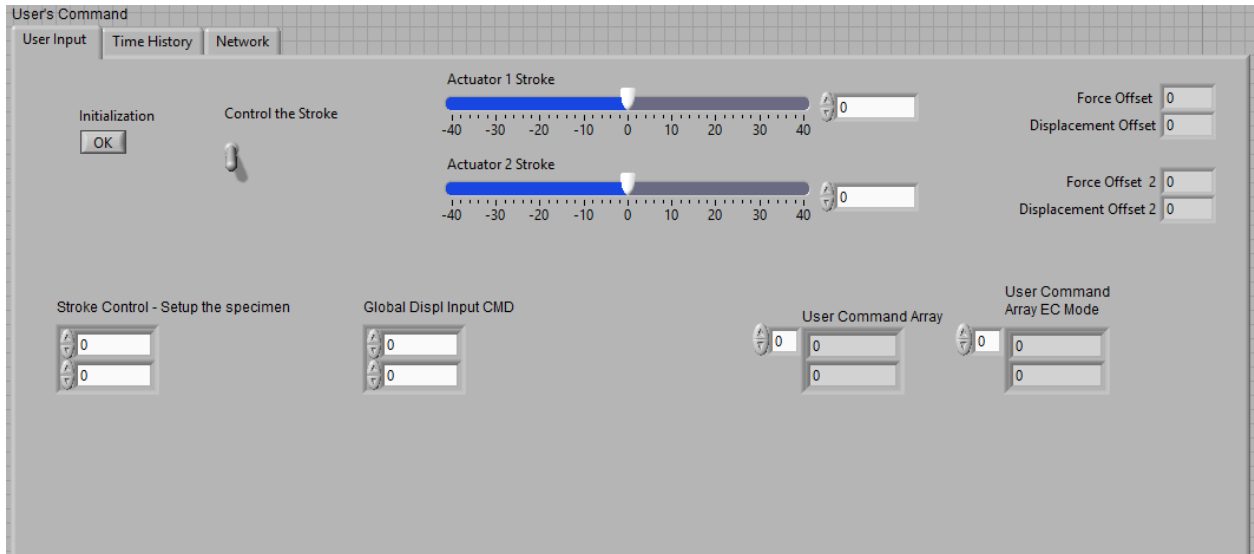 User's Command
User Input Time History Network
Actuator 1 Stroke
Initialization
OK
Control the Stroke
-40 -30 -20 -10 0 10 20 30 40
0
Force Offset 0
Displacement Offset 0
Actuator 2 Stroke
-40 -30 -20 -10 0 10 20 30 40
0
Force Offset 2 0
Displacement Offset 2 0
Stroke Control - Setup the specimen
0
0
Global Displ Input CMD
0
0
User Command Array
0 0
0
User Command
Array EC Mode
0 0
0